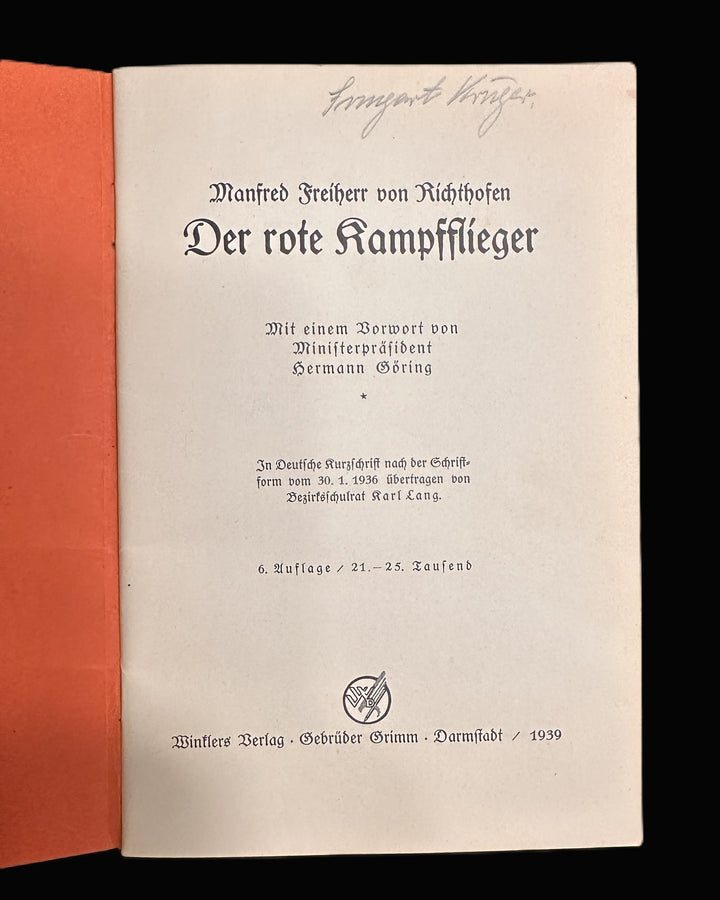 Irmgart Krüger.
Manfred Freiherr von Richthofen
Der rote Kampfflieger
Mit einem Vorwort von
Ministerpräsident
Hermann Göring
*
In Deutsche Kurzschrift nach der Schrift-
form vom 30. 1. 1936 übertragen von
Bezirksschulrat Karl Lang.
6. Auflage / 21.–25. Tausend
Winklers Verlag · Gebrüder Grimm · Darmstadt / 1939